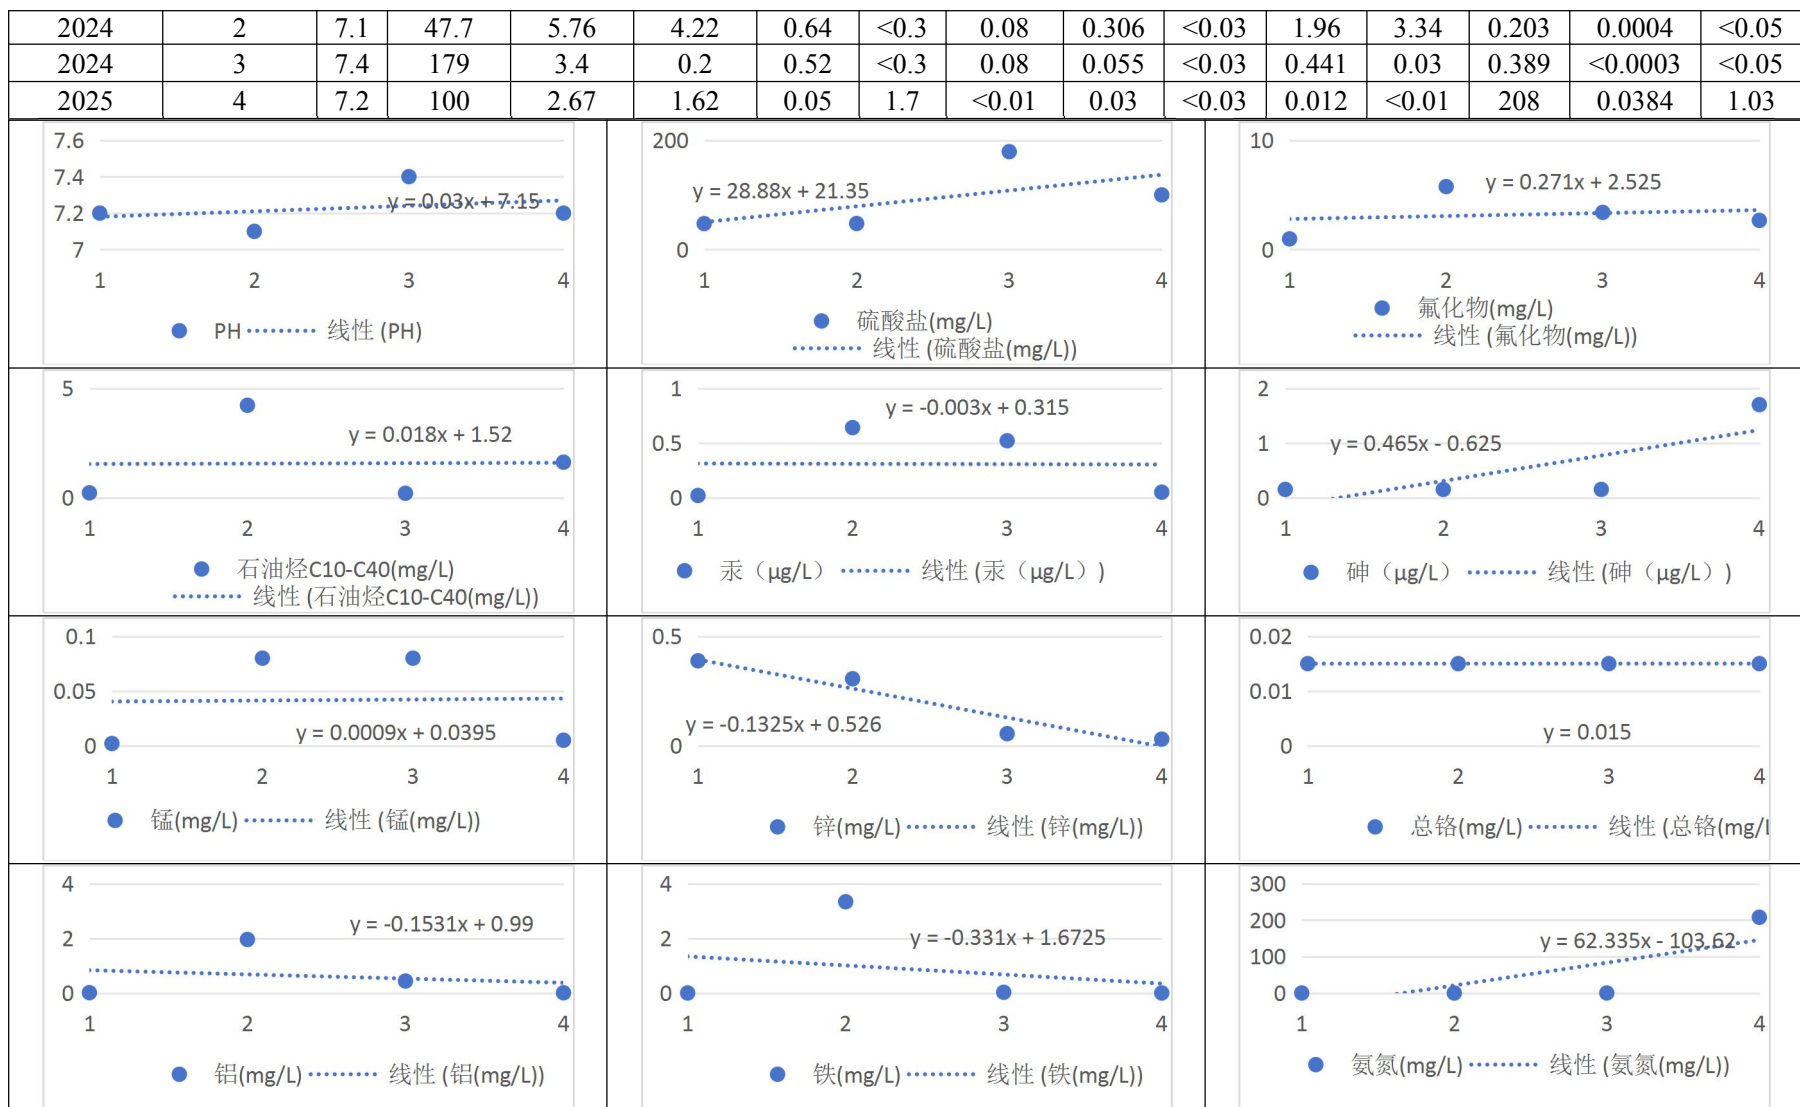 2024 2 7.1 47.7 5.76 4.22 0.64 <0.3 0.08 0.306 <0.03 1.96 3.34 0.203 0.0004 <0.05
2024 3 7.4 179 3.4 0.2 0.52 <0.3 0.08 0.055 <0.03 0.441 0.03 0.389 <0.0003 <0.05
2025 4 7.2 100 2.67 1.62 0.05 1.7 <0.01 0.03 <0.03 0.012 <0.01 208 0.0384 1.03
7.6
7.4
7.2
7
y = 0.03x + 7.15
1 2 3 4
PH 线性 (PH)
200
0
y = 28.88x + 21.35
1 2 3 4
硫酸盐(mg/L)
线性 (硫酸盐(mg/L))
10
0
y = 0.271x + 2.525
1 2 3 4
氟化物(mg/L)
线性 (氟化物(mg/L))
5
0
y = 0.018x + 1.52
1 2 3 4
石油烃C10-C40(mg/L)
线性 (石油烃C10-C40(mg/L))
1
0.5
0
y = -0.003x + 0.315
1 2 3 4
汞（μg/L） 线性 (汞（μg/L）)
2
1
0
y = 0.465x - 0.625
1 2 3 4
砷（μg/L） 线性 (砷（μg/L）)
0.1
0.05
0
y = 0.0009x + 0.0395
1 2 3 4
锰(mg/L) 线性 (锰(mg/L))
0.5
0
y = -0.1325x + 0.526
1 2 3 4
锌(mg/L) 线性 (锌(mg/L))
0.02
0.01
0
y = 0.015
1 2 3 4
总铬(mg/L) 线性 (总铬(mg/L
4
2
0
y = -0.1531x + 0.99
1 2 3 4
铝(mg/L) 线性 (铝(mg/L))
4
2
0
y = -0.331x + 1.6725
1 2 3 4
铁(mg/L) 线性 (铁(mg/L))
300
200
100
0
y = 62.335x - 103.62
1 2 3 4
氨氮(mg/L) 线性 (氨氮(mg/L))